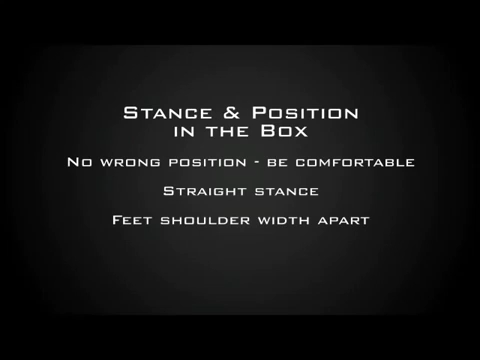 Stance & Position
in the Box
No wrong position - be comfortable
Straight stance
Feet shoulder width apart